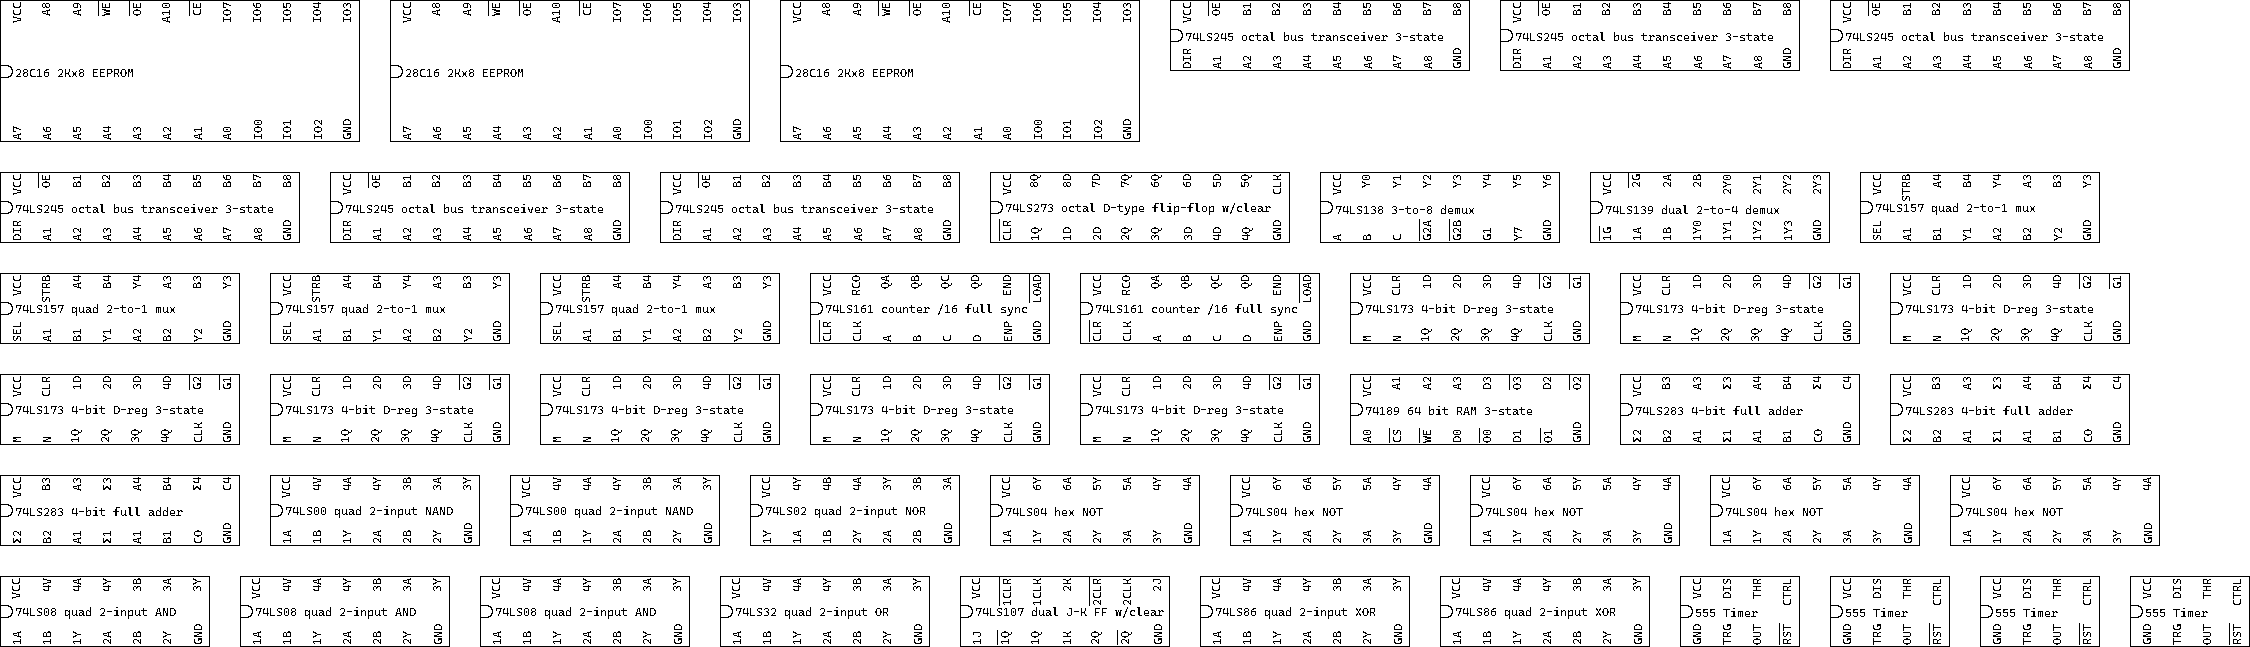 VCC A8 A9 WE OE A10 CE IO7 IO6 IO5 IO4 IO3
28C16 2Kx8 EEPROM
A7 A6 A5 A4 A3 A2 A1 A0 IO0 IO1 IO2 GND
VCC A8 A9 WE OE A10 CE IO7 IO6 IO5 IO4 IO3
28C16 2Kx8 EEPROM
A7 A6 A5 A4 A3 A2 A1 A0 IO0 IO1 IO2 GND
VCC A8 A9 WE OE A10 CE IO7 IO6 IO5 IO4 IO3
28C16 2Kx8 EEPROM
A7 A6 A5 A4 A3 A2 A1 A0 IO0 IO1 IO2 GND
VCC OE B1 B2 B3 B4 B5 B6 B7 B8
74LS245 octal bus transceiver 3-state
DIR A1 A2 A3 A4 A5 A6 A7 A8 GND
VCC OE B1 B2 B3 B4 B5 B6 B7 B8
74LS245 octal bus transceiver 3-state
DIR A1 A2 A3 A4 A5 A6 A7 A8 GND
VCC OE B1 B2 B3 B4 B5 B6 B7 B8
74LS245 octal bus transceiver 3-state
DIR A1 A2 A3 A4 A5 A6 A7 A8 GND
VCC OE B1 B2 B3 B4 B5 B6 B7 B8
74LS245 octal bus transceiver 3-state
DIR A1 A2 A3 A4 A5 A6 A7 A8 GND
VCC OE B1 B2 B3 B4 B5 B6 B7 B8
74LS245 octal bus transceiver 3-state
DIR A1 A2 A3 A4 A5 A6 A7 A8 GND
VCC OE B1 B2 B3 B4 B5 B6 B7 B8
74LS245 octal bus transceiver 3-state
DIR A1 A2 A3 A4 A5 A6 A7 A8 GND
VCC 8Q 8D 7D 7Q 6Q 6D 5D 5Q CLK
74LS273 octal D-type flip-flop w/clear
CLR 1Q 1D 2D 2Q 3Q 3D 4D 4Q GND
VCC Y0 Y1 Y2 Y3 Y4 Y5 Y6
74LS138 3-to-8 demux
A B C G2A G2B G1 Y7 GND
VCC 2G 2A 2B 2Y0 2Y1 2Y2 2Y3
74LS139 dual 2-to-4 demux
1G 1A 1B 1Y0 1Y1 1Y2 1Y3 GND
VCC STRB A4 B4 Y4 A3 B3 Y3
74LS157 quad 2-to-1 mux
SEL A1 B1 Y1 A2 B2 Y2 GND
VCC STRB A4 B4 Y4 A3 B3 Y3
74LS157 quad 2-to-1 mux
SEL A1 B1 Y1 A2 B2 Y2 GND
VCC STRB A4 B4 Y4 A3 B3 Y3
74LS157 quad 2-to-1 mux
SEL A1 B1 Y1 A2 B2 Y2 GND
VCC STRB A4 B4 Y4 A3 B3 Y3
74LS157 quad 2-to-1 mux
SEL A1 B1 Y1 A2 B2 Y2 GND
VCC RCO QA QB QC QD END LOAD
74LS161 counter /16 full sync
CLR CLK A B C D ENP GND
VCC RCO QA QB QC QD END LOAD
74LS161 counter /16 full sync
CLR CLK A B C D ENP GND
VCC CLR 1D 2D 3D 4D G2 G1
74LS173 4-bit D-reg 3-state
M N 1Q 2Q 3Q 4Q CLK GND
VCC CLR 1D 2D 3D 4D G2 G1
74LS173 4-bit D-reg 3-state
M N 1Q 2Q 3Q 4Q CLK GND
VCC CLR 1D 2D 3D 4D G2 G1
74LS173 4-bit D-reg 3-state
M N 1Q 2Q 3Q 4Q CLK GND
VCC CLR 1D 2D 3D 4D G2 G1
74LS173 4-bit D-reg 3-state
M N 1Q 2Q 3Q 4Q CLK GND
VCC CLR 1D 2D 3D 4D G2 G1
74LS173 4-bit D-reg 3-state
M N 1Q 2Q 3Q 4Q CLK GND
VCC CLR 1D 2D 3D 4D G2 G1
74LS173 4-bit D-reg 3-state
M N 1Q 2Q 3Q 4Q CLK GND
VCC CLR 1D 2D 3D 4D G2 G1
74LS173 4-bit D-reg 3-state
M N 1Q 2Q 3Q 4Q CLK GND
VCC CLR 1D 2D 3D 4D G2 G1
74LS173 4-bit D-reg 3-state
M N 1Q 2Q 3Q 4Q CLK GND
VCC A1 A2 A3 D3 O3 D2 O2
74189 64 bit RAM 3-state
A0 CS WE D0 O0 D1 O1 GND
VCC B3 A3 Σ3 A4 B4 Σ4 C4
74LS283 4-bit full adder
Σ2 B2 A1 Σ1 A1 B1 C0 GND
VCC B3 A3 Σ3 A4 B4 Σ4 C4
74LS283 4-bit full adder
Σ2 B2 A1 Σ1 A1 B1 C0 GND
VCC B3 A3 Σ3 A4 B4 Σ4 C4
74LS283 4-bit full adder
Σ2 B2 A1 Σ1 A1 B1 C0 GND
VCC 4V 4A 4Y 3B 3A 3Y
74LS00 quad 2-input NAND
1A 1B 1Y 2A 2B 2Y GND
VCC 4V 4A 4Y 3B 3A 3Y
74LS00 quad 2-input NAND
1A 1B 1Y 2A 2B 2Y GND
VCC 4Y 4B 4A 3Y 3B 3A
74LS02 quad 2-input NOR
1Y 1A 1B 2Y 2A 2B GND
VCC 6Y 6A 5Y 5A 4Y 4A
74LS04 hex NOT
1A 1Y 2A 2Y 3A 3Y GND
VCC 6Y 6A 5Y 5A 4Y 4A
74LS04 hex NOT
1A 1Y 2A 2Y 3A 3Y GND
VCC 6Y 6A 5Y 5A 4Y 4A
74LS04 hex NOT
1A 1Y 2A 2Y 3A 3Y GND
VCC 6Y 6A 5Y 5A 4Y 4A
74LS04 hex NOT
1A 1Y 2A 2Y 3A 3Y GND
VCC 6Y 6A 5Y 5A 4Y 4A
74LS04 hex NOT
1A 1Y 2A 2Y 3A 3Y GND
VCC 4V 4A 4Y 3B 3A 3Y
74LS08 quad 2-input AND
1A 1B 1Y 2A 2B 2Y GND
VCC 4V 4A 4Y 3B 3A 3Y
74LS08 quad 2-input AND
1A 1B 1Y 2A 2B 2Y GND
VCC 4V 4A 4Y 3B 3A 3Y
74LS08 quad 2-input AND
1A 1B 1Y 2A 2B 2Y GND
VCC 4V 4A 4Y 3B 3A 3Y
74LS32 quad 2-input OR
1A 1B 1Y 2A 2B 2Y GND
VCC 1CLR 1CLK 2K 2CLR 2CLK 2J
74LS107 dual J-K FF w/clear
1J 1Q 1Q 1K 2Q 2Q GND
VCC 4V 4A 4Y 3B 3A 3Y
74LS86 quad 2-input XOR
1A 1B 1Y 2A 2B 2Y GND
VCC 4V 4A 4Y 3B 3A 3Y
74LS86 quad 2-input XOR
1A 1B 1Y 2A 2B 2Y GND
VCC DIS THR CTRL
555 Timer
GND TRG OUT RST
VCC DIS THR CTRL
555 Timer
GND TRG OUT RST
VCC DIS THR CTRL
555 Timer
GND TRG OUT RST
VCC DIS THR CTRL
555 Timer
GND TRG OUT RST